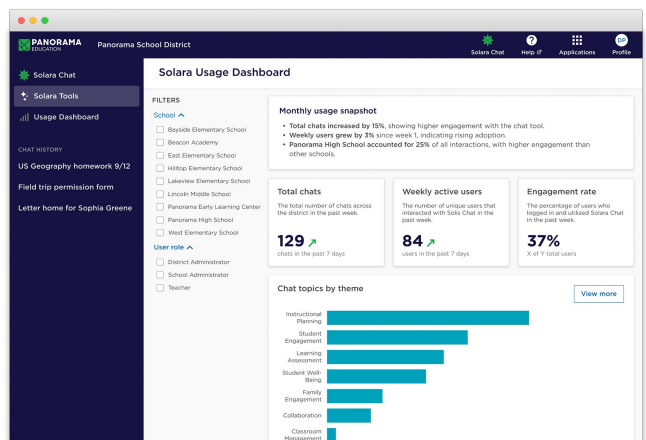 PANORAMA
EDUCATION
Panorama School District
Solara Chat
Help
Applications
DP
Profile
Solara Chat
Solara Tools
Usage Dashboard
CHAT HISTORY
US Geography homework 9/12
Field trip permission form
Letter home for Sophia Greene
Solara Usage Dashboard
FILTERS
School
Bayside Elementary School
Beacon Academy
East Elementary School
Hilltop Elementary School
Lakeview Elementary School
Lincoln Middle School
Panorama Early Learning Center
Panorama High School
West Elementary School
User role
District Administrator
School Administrator
Teacher
Monthly usage snapshot
• Total chats increased by 15%, showing higher engagement with the chat tool.
• Weekly users grew by 3% since week 1, indicating rising adoption.
• Panorama High School accounted for 25% of all interactions, with higher engagement than
other schools.
Total chats
The total number of chats across
the district in the past week.
129
chats in the past 7 days
Weekly active users
The number of unique users that
interacted with Solis Chat in the
past week.
84
users in the past 7 days
Engagement rate
The percentage of users who
logged in and utilized Solara Chat
in the past week.
37%
X of Y total users
Chat topics by theme
View more
Instructional
Planning
Student
Engagement
Learning
Assessment
Student Well-
Being
Family
Engagement
Collaboration
Classroom
Management